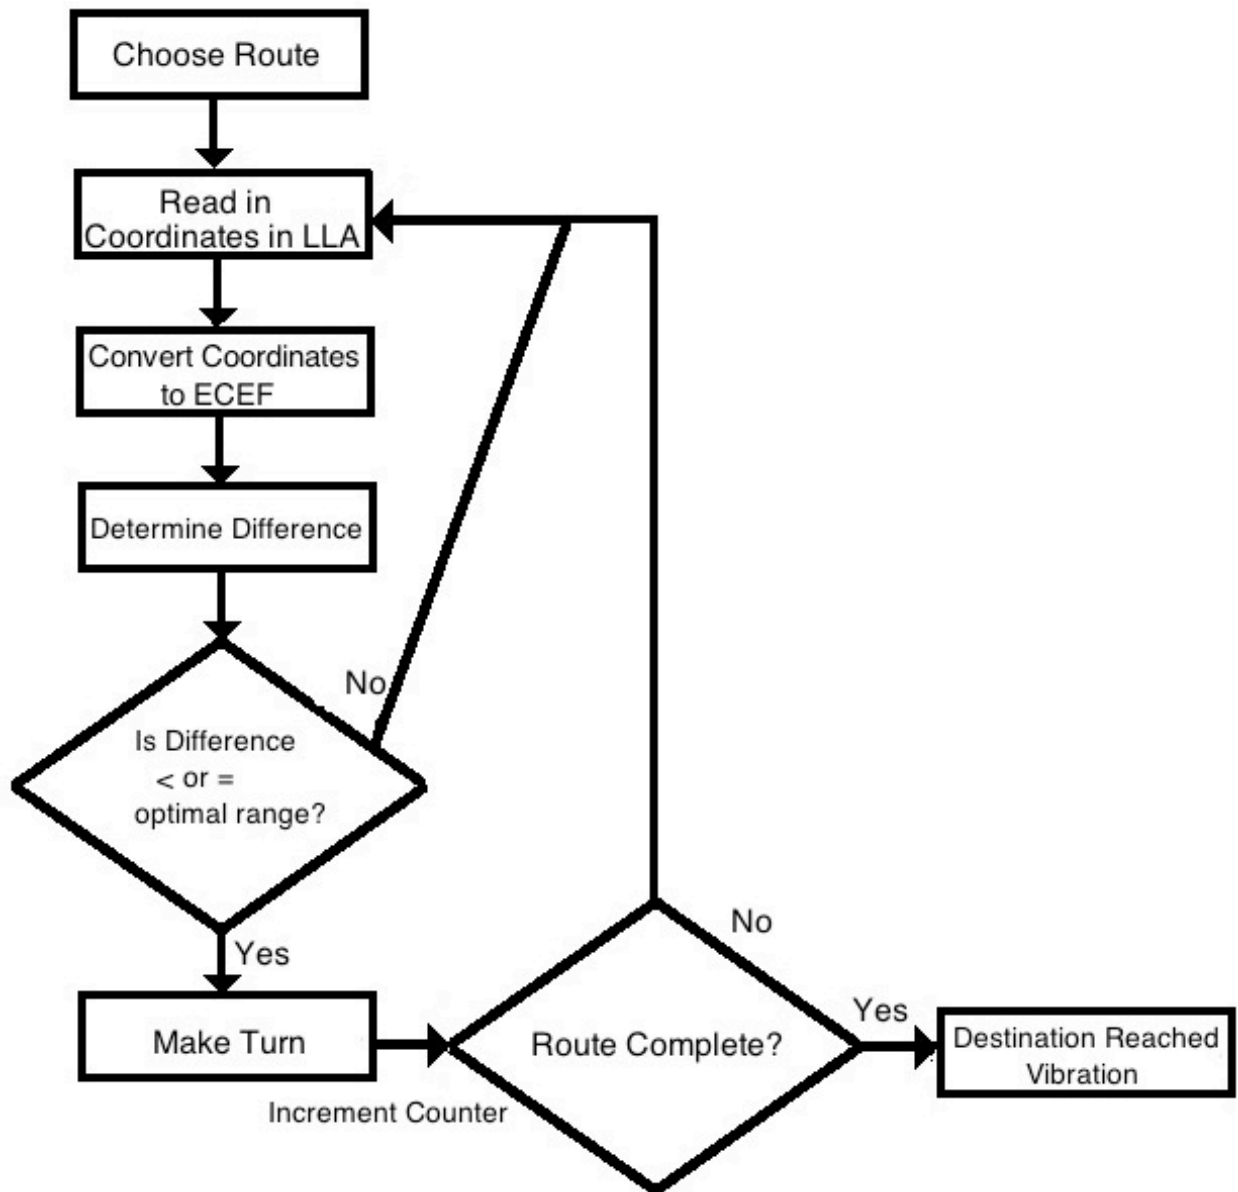 Choose Route
Read in
Coordinates in LLA
Convert Coordinates
to ECEF
Determine Difference
No
Is Difference
< or =
optimal range?
Yes
Make Turn
Increment Counter
Route Complete?
No
Yes
Destination Reached
Vibration